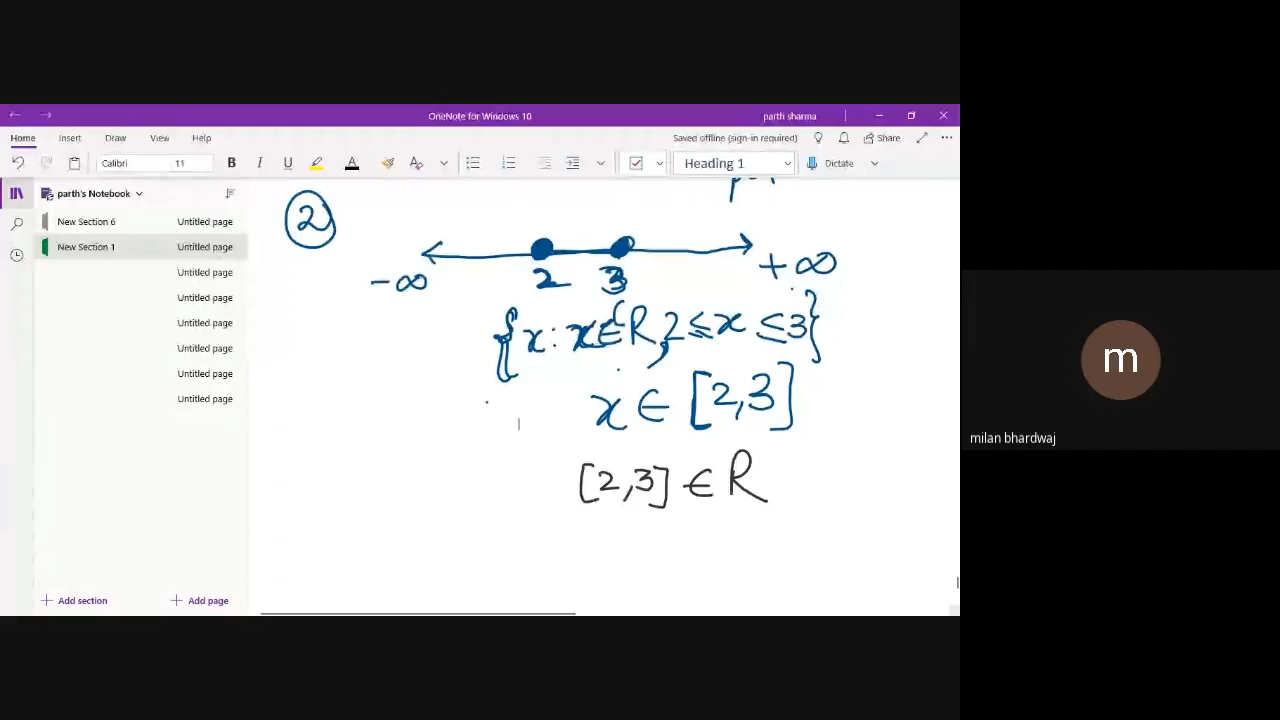 OneNote for Windows 10
parth sharma
Home Insert Draw View Help
Saved offline (sign-in required)
Share
Calibri 11 B I U A Heading 1 Dictate
parth's Notebook
New Section 6
New Section 1
Untitled page
Untitled page
Untitled page
Untitled page
Untitled page
Untitled page
Untitled page
Untitled page
Add section
Add page
2
-∞ 2 3 +∞
{x : x ∈ R, 2 ≤ x ≤ 3}
x ∈ [2,3]
[2,3] ∈ R
m
milan bhardwaj